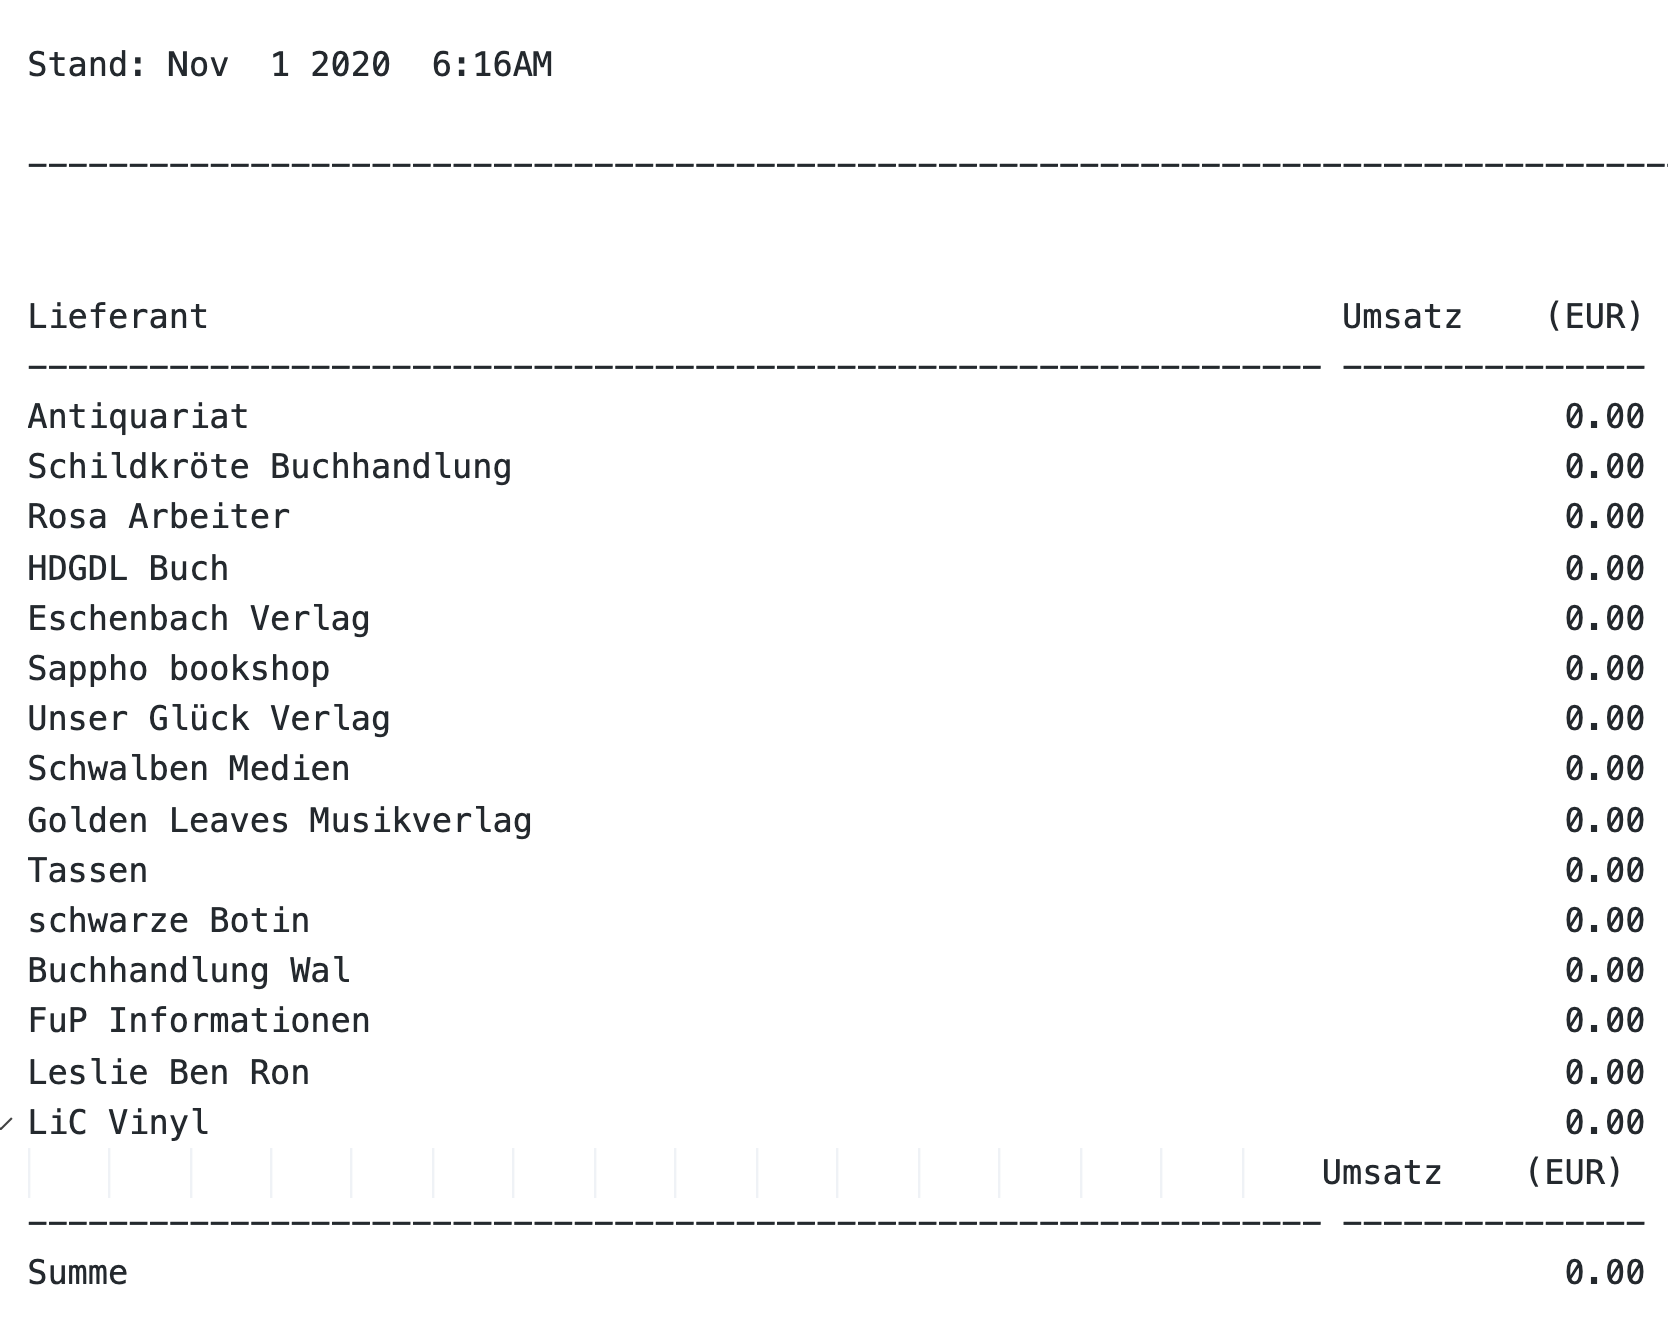 Stand: Nov  1 2020  6:16AM
--------------------------------------------------------------------------------
Lieferant Umsatz    (EUR)
---------------------------------------------------------------- ---------------
Antiquariat 0.00
Schildkröte Buchhandlung 0.00
Rosa Arbeiter 0.00
HDGDL Buch 0.00
Eschenbach Verlag 0.00
Sappho bookshop 0.00
Unser Glück Verlag 0.00
Schwalben Medien 0.00
Golden Leaves Musikverlag 0.00
Tassen 0.00
schwarze Botin 0.00
Buchhandlung Wal 0.00
FuP Informationen 0.00
Leslie Ben Ron 0.00
LiC Vinyl 0.00
Umsatz    (EUR)
---------------------------------------------------------------- ---------------
Summe 0.00